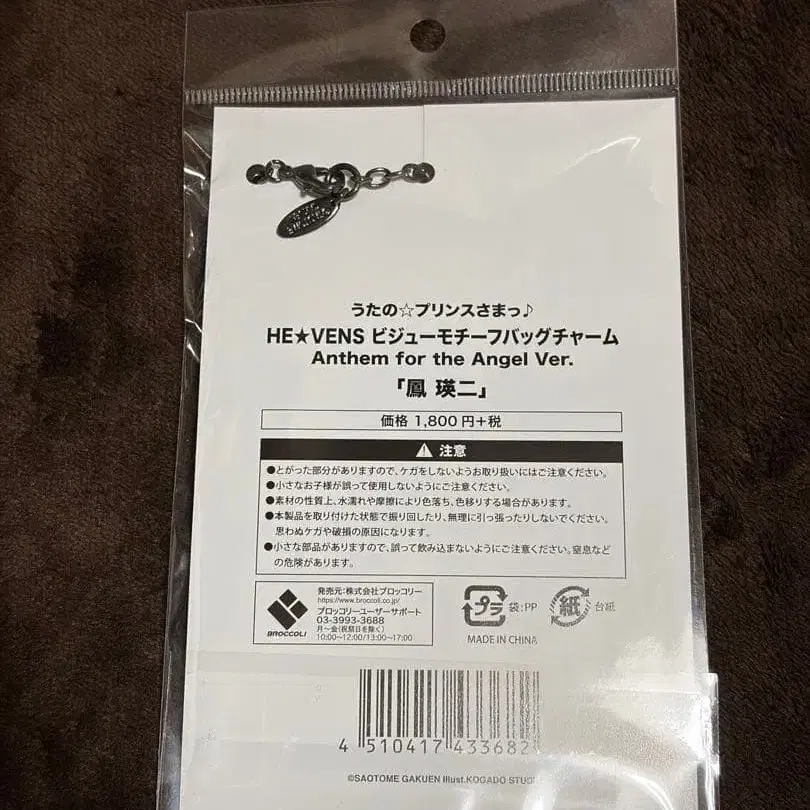 うたの☆プリンスさまっ♪
HE★VENS ビジューモチーフバッグチャーム
Anthem for the Angel Ver.
「鳳 瑛二」
価格 1,800円+税
注意
●とがった部分がありますので、ケガをしないようお取り扱いにはご注意ください。
●小さなお子様が誤って使用しないようにご注意ください。
●素材の性質上、水濡れや摩擦により色落ち、色移りする場合があります。
●本製品を取り付けた状態で振り回したり、無理に引っ張ったりしないでください。
思わぬケガや破損の原因になります。
●小さな部品がありますので、誤って飲み込まないようにご注意ください。窒息など
の危険があります。
BROCCOLI
発売元:株式会社ブロッコリー
https://www.broccoli.co.jp/
ブロッコリーユーザーサポート
03-3993-3688
月~金(祝祭日を除く)
10:00~12:00/13:00~17:00
プラ 袋:PP
紙 台紙
MADE IN CHINA
4 510417 433682
©SAOTOME GAKUEN Illust.KOGADO STUD